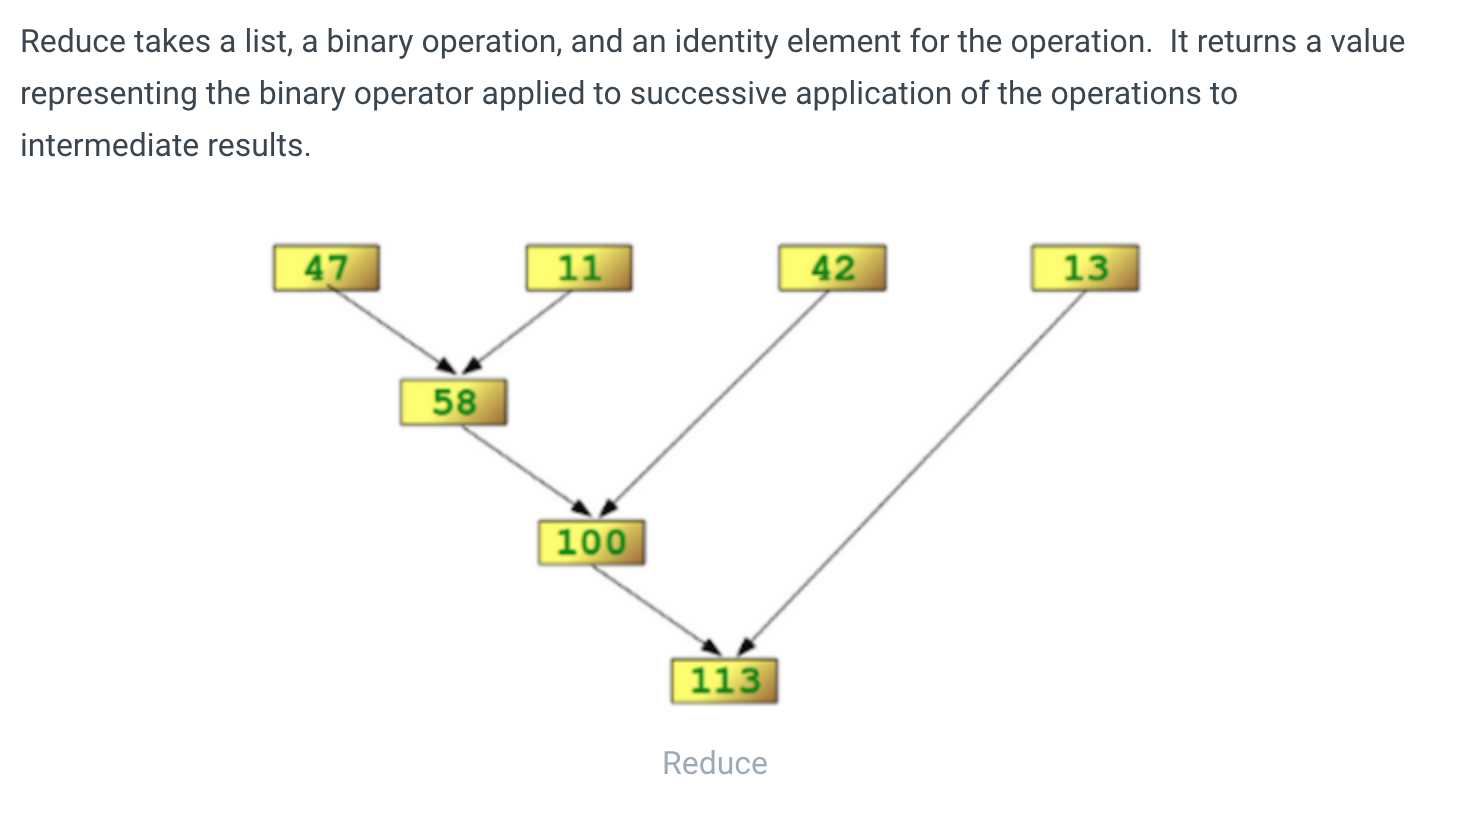 Reduce takes a list, a binary operation, and an identity element for the operation.  It returns a value
representing the binary operator applied to successive application of the operations to
intermediate results.
47 11 42 13
58
100
113
Reduce